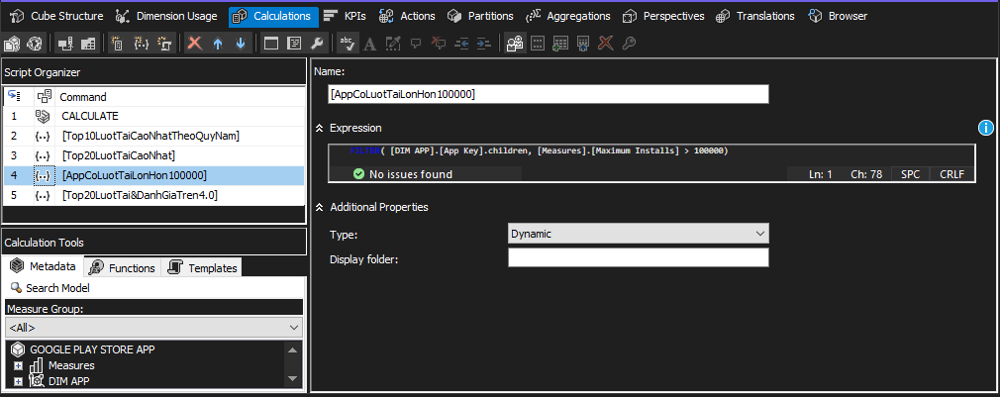 Cube Structure Dimension Usage Calculations KPIs Actions Partitions Aggregations Perspectives Translations Browser
Script Organizer
Command
1 CALCULATE
2 [Top10LuotTaiCaoNhatTheoQuyNam]
3 [Top20LuotTaiCaoNhat]
4 [AppCoLuotTaiLonHon100000]
5 [Top20LuotTai&DanhGiaTren4.0]
Calculation Tools
Metadata Functions Templates
Search Model
Measure Group:
<All>
GOOGLE PLAY STORE APP
Measures
DIM APP
Name:
[AppCoLuotTaiLonHon100000]
Expression
( [DIM APP].[App Key].children, [Measures].[Maximum Installs] > 100000)
No issues found Ln: 1 Ch: 78 SPC CRLF
Additional Properties
Type: Dynamic
Display folder: